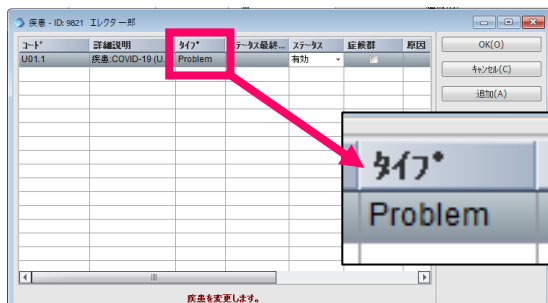 疾患 - ID: 9821 エレクター郎
コード 詳細説明 タイプ ステータス最終... ステータス 症候群 原因
U01.1 疾患:COVID-19 (U. Problem 有効
OK(O)
キャンセル(C)
追加(A)
タイプ
Problem
疾患を変更します。